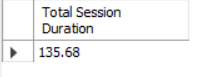 Total Session
Duration
135.68